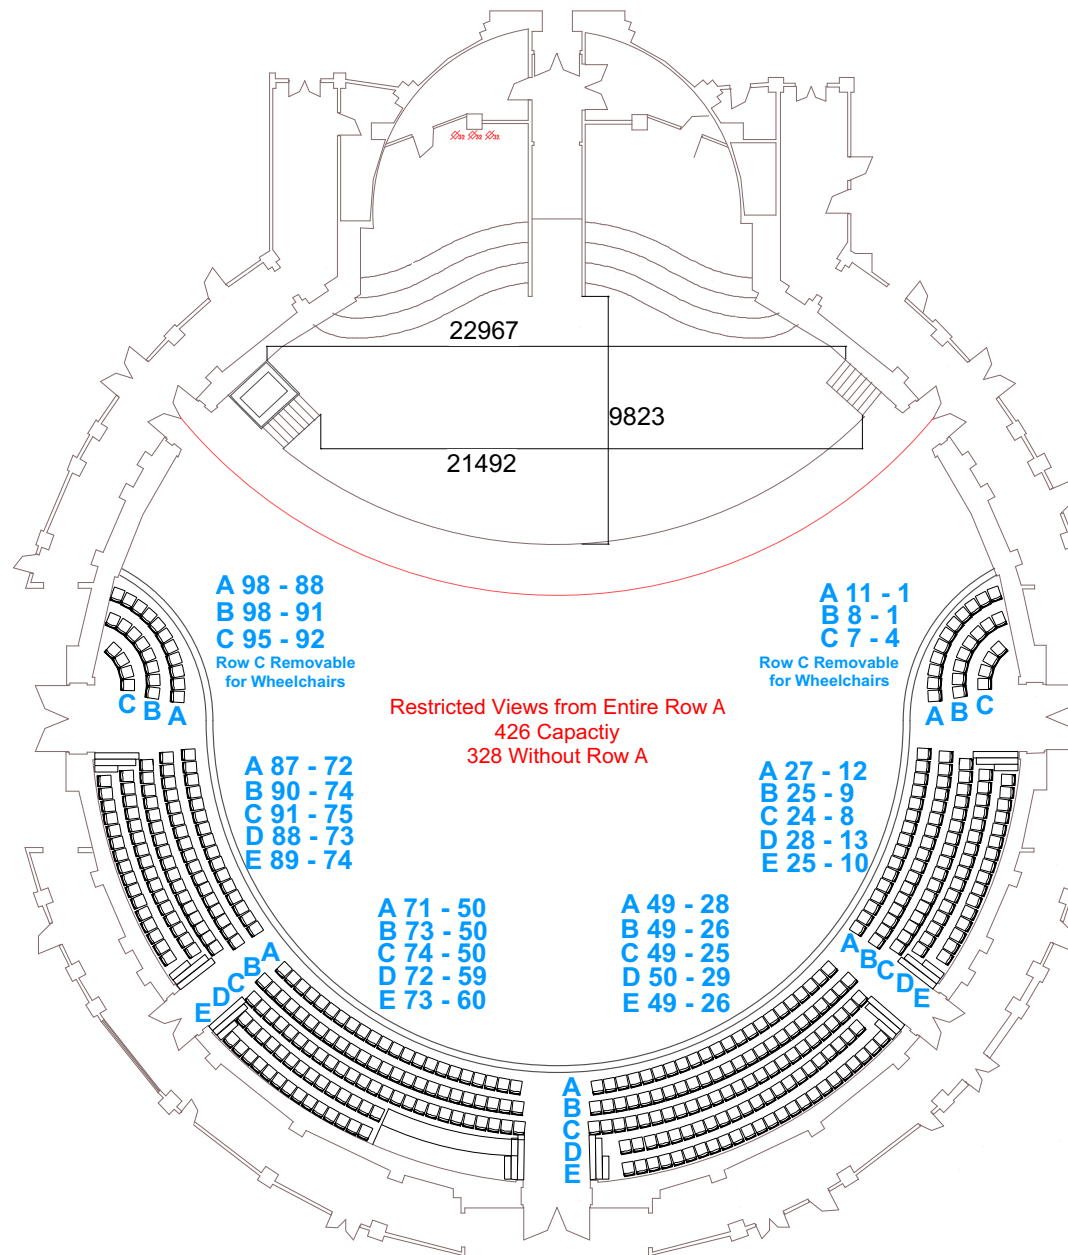 22967
9823
21492
A 98 - 88
B 98 - 91
C 95 - 92
Row C Removable
for Wheelchairs
A 11 - 1
B 8 - 1
C 7 - 4
Row C Removable
for Wheelchairs
C B A
A B C
Restricted Views from Entire Row A
426 Capactiy
328 Without Row A
A 87 - 72
B 90 - 74
C 91 - 75
D 88 - 73
E 89 - 74
A 27 - 12
B 25 - 9
C 24 - 8
D 28 - 13
E 25 - 10
A 71 - 50
B 73 - 50
C 74 - 50
D 72 - 59
E 73 - 60
A 49 - 28
B 49 - 26
C 49 - 25
D 50 - 29
E 49 - 26
E D C B A
A B C D E
A
B
C
D
E